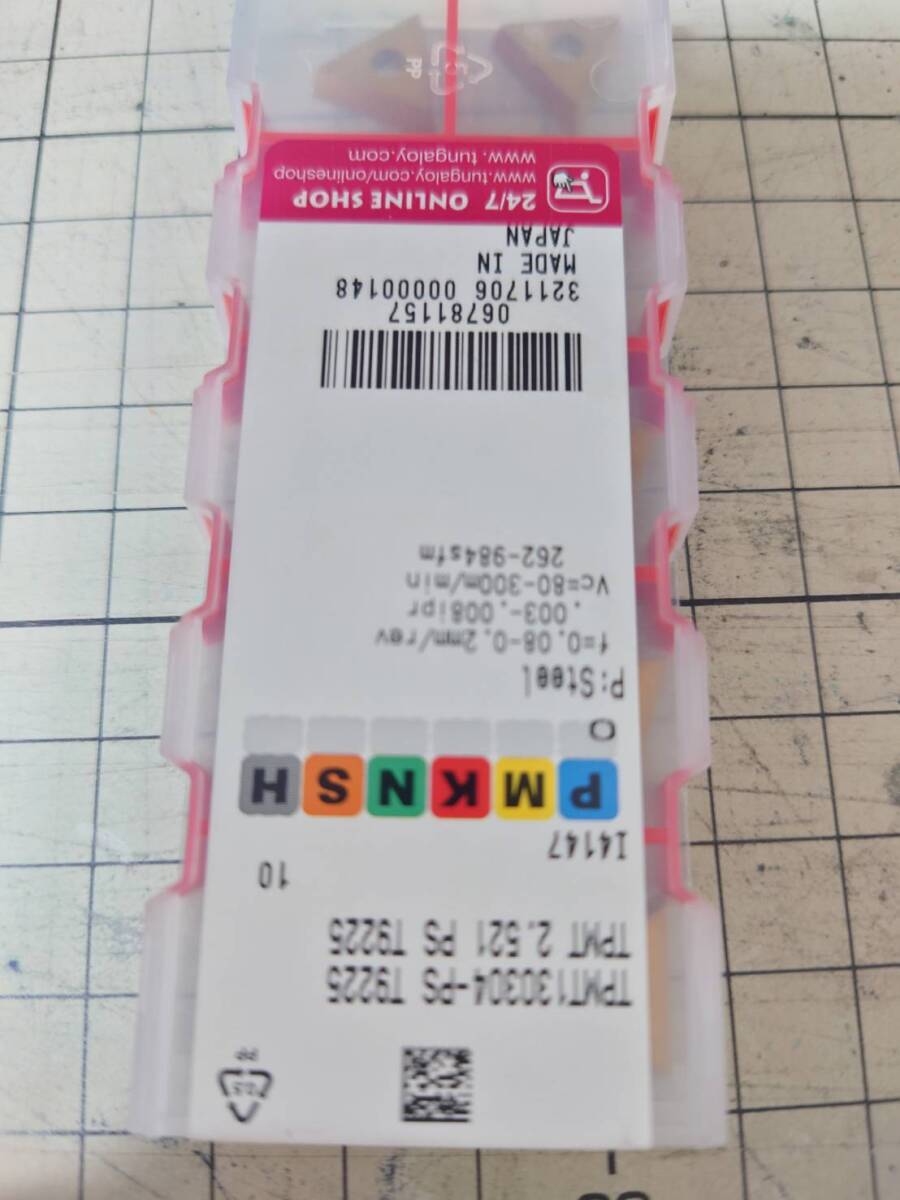 TPMT130304-PS T9225
TPMT 2.521 PS T9225
10
I4147
P M K N S H
O
P:Steel
f=0.08-0.2mm/rev
.003-.008ipr
Vc=80-300m/min
262-984sfm
06781157
3211706 00000148
MADE IN
JAPAN
24/7 ONLINE SHOP
www.tungaloy.com/onlineshop
www.tungaloy.com
PP